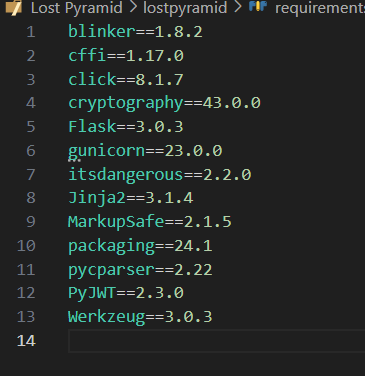 Lost Pyramid > lostpyramid > requirements
1 blinker==1.8.2
2 cffi==1.17.0
3 click==8.1.7
4 cryptography==43.0.0
5 Flask==3.0.3
6 gunicorn==23.0.0
7 itsdangerous==2.2.0
8 Jinja2==3.1.4
9 MarkupSafe==2.1.5
10 packaging==24.1
11 pycparser==2.22
12 PyJWT==2.3.0
13 Werkzeug==3.0.3
14